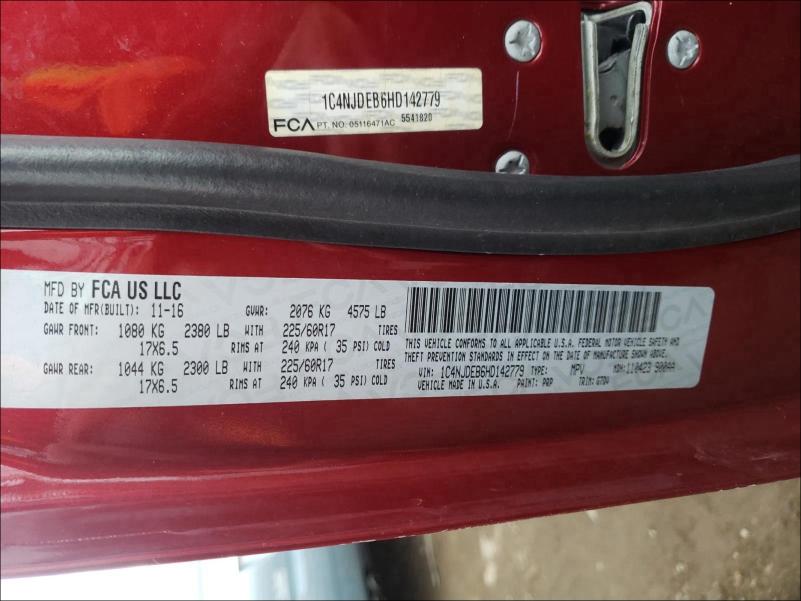 1C4NJDEB6HD142779
FCA PT. NO. 05116471AC 5541820
MFD BY FCA US LLC
DATE OF MFR(BUILT): 11-16 GVWR: 2076 KG 4575 LB
GAWR FRONT: 1080 KG 2380 LB WITH 225/60R17 TIRES
17X6.5 RIMS AT 240 KPA ( 35 PSI) COLD
GAWR REAR: 1044 KG 2300 LB WITH 225/60R17 TIRES
17X6.5 RIMS AT 240 KPA ( 35 PSI) COLD
THIS VEHICLE CONFORMS TO ALL APPLICABLE U.S.A. FEDERAL MOTOR VEHICLE SAFETY AND
THEFT PREVENTION STANDARDS IN EFFECT ON THE DATE OF MANUFACTURE SHOWN ABOVE.
VIN: 1C4NJDEB6HD142779 TYPE: MPV MDH: 110423 900AA
VEHICLE MADE IN U.S.A. PAINT: PRP TRIM: